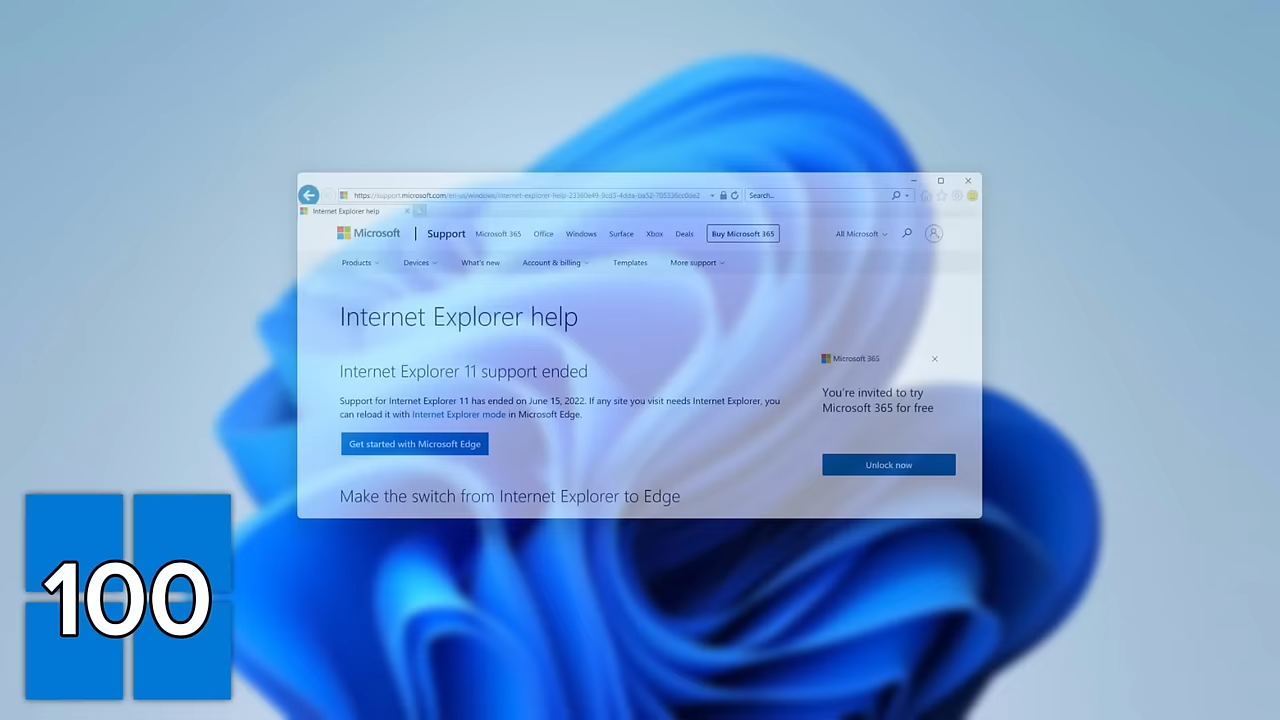 https://support.microsoft.com/en-us/windows/internet-explorer-help-23360e49-9cd3-4dda-ba52-705336cc0de2
Search...
Internet Explorer help
Microsoft
Support
Microsoft 365
Office
Windows
Surface
Xbox
Deals
Buy Microsoft 365
All Microsoft
Products
Devices
What's new
Account & billing
Templates
More support
Internet Explorer help
Internet Explorer 11 support ended
Support for Internet Explorer 11 has ended on June 15, 2022. If any site you visit needs Internet Explorer, you
can reload it with Internet Explorer mode in Microsoft Edge.
Get started with Microsoft Edge
Make the switch from Internet Explorer to Edge
Microsoft 365
You're invited to try
Microsoft 365 for free
Unlock now
100